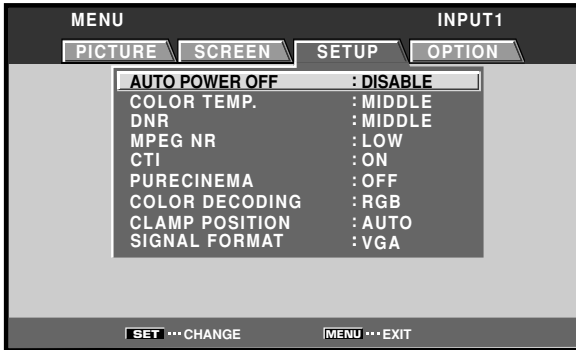 MENU INPUT1
PICTURE SCREEN SETUP OPTION
AUTO POWER OFF : DISABLE
COLOR TEMP. : MIDDLE
DNR : MIDDLE
MPEG NR : LOW
CTI : ON
PURECINEMA : OFF
COLOR DECODING : RGB
CLAMP POSITION : AUTO
SIGNAL FORMAT : VGA
SET ··· CHANGE MENU ··· EXIT